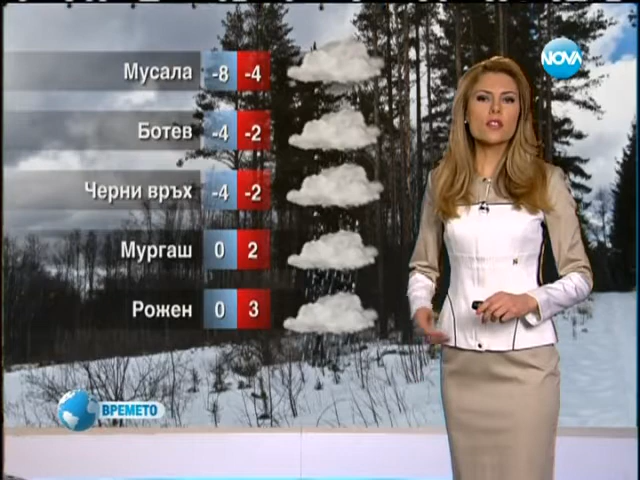 NOVA
Мусала -8 -4
Ботев -4 -2
Черни връх -4 -2
Мургаш 0 2
Рожен 0 3
ВРЕМЕТО